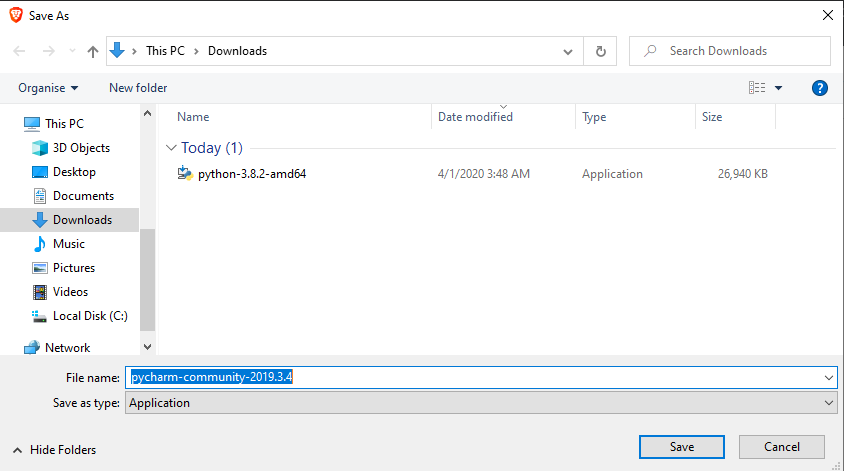 Save As
This PC
Downloads
Search Downloads
Organise
New folder
?
This PC
3D Objects
Desktop
Documents
Downloads
Music
Pictures
Videos
Local Disk (C:)
Network
Name Date modified Type Size
Today (1)
python-3.8.2-amd64 4/1/2020 3:48 AM Application 26,940 KB
File name: pycharm-community-2019.3.4
Save as type: Application
Hide Folders
Save Cancel